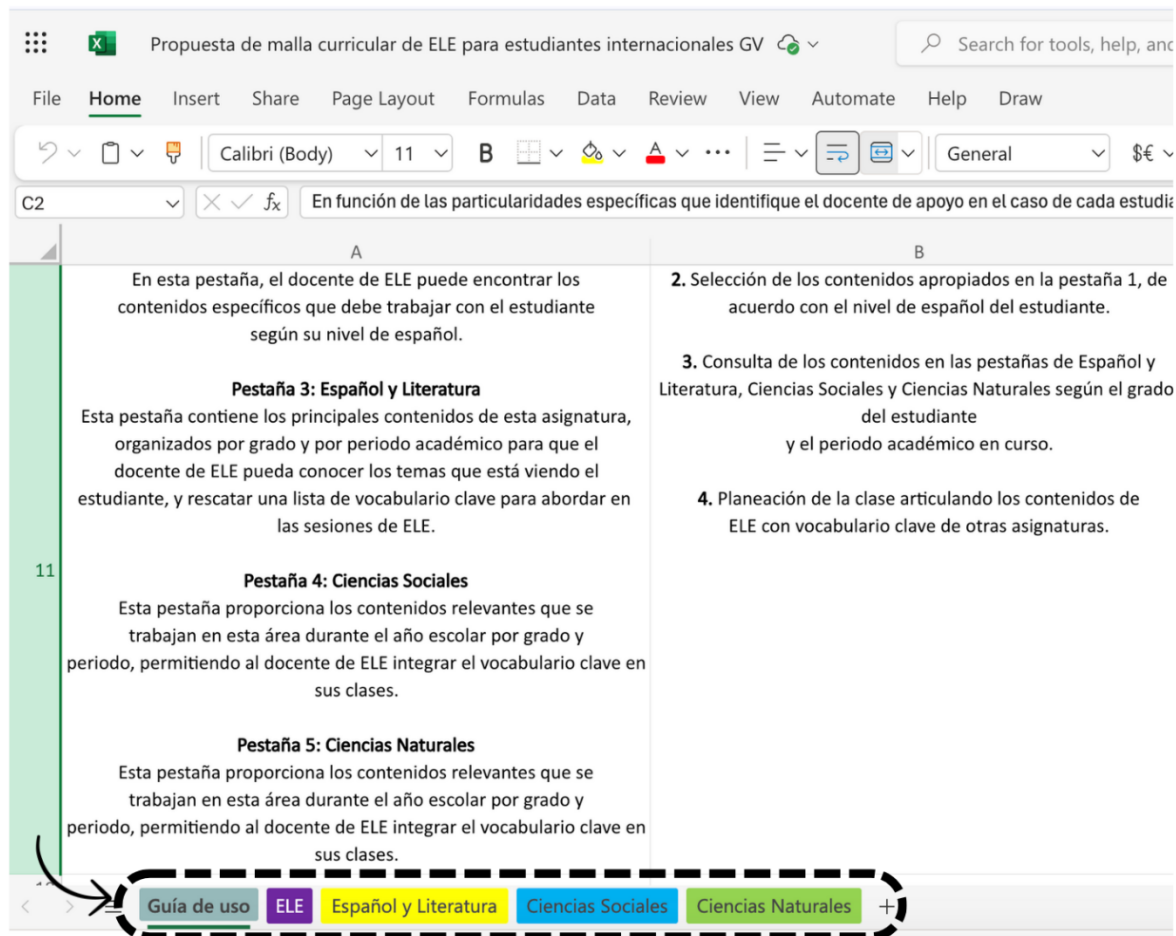 Propuesta de malla curricular de ELE para estudiantes internacionales GV
Search for tools, help, and
File Home Insert Share Page Layout Formulas Data Review View Automate Help Draw
Calibri (Body) 11 B A General $€
C2 fx En función de las particularidades específicas que identifique el docente de apoyo en el caso de cada estudia
A
B
11
En esta pestaña, el docente de ELE puede encontrar los
contenidos específicos que debe trabajar con el estudiante
según su nivel de español.
Pestaña 3: Español y Literatura
Esta pestaña contiene los principales contenidos de esta asignatura,
organizados por grado y por periodo académico para que el
docente de ELE pueda conocer los temas que está viendo el
estudiante, y rescatar una lista de vocabulario clave para abordar en
las sesiones de ELE.
Pestaña 4: Ciencias Sociales
Esta pestaña proporciona los contenidos relevantes que se
trabajan en esta área durante el año escolar por grado y
periodo, permitiendo al docente de ELE integrar el vocabulario clave en
sus clases.
Pestaña 5: Ciencias Naturales
Esta pestaña proporciona los contenidos relevantes que se
trabajan en esta área durante el año escolar por grado y
periodo, permitiendo al docente de ELE integrar el vocabulario clave en
sus clases.
2. Selección de los contenidos apropiados en la pestaña 1, de
acuerdo con el nivel de español del estudiante.
3. Consulta de los contenidos en las pestañas de Español y
Literatura, Ciencias Sociales y Ciencias Naturales según el grado
del estudiante
y el periodo académico en curso.
4. Planeación de la clase articulando los contenidos de
ELE con vocabulario clave de otras asignaturas.
Guía de uso ELE Español y Literatura Ciencias Sociales Ciencias Naturales +